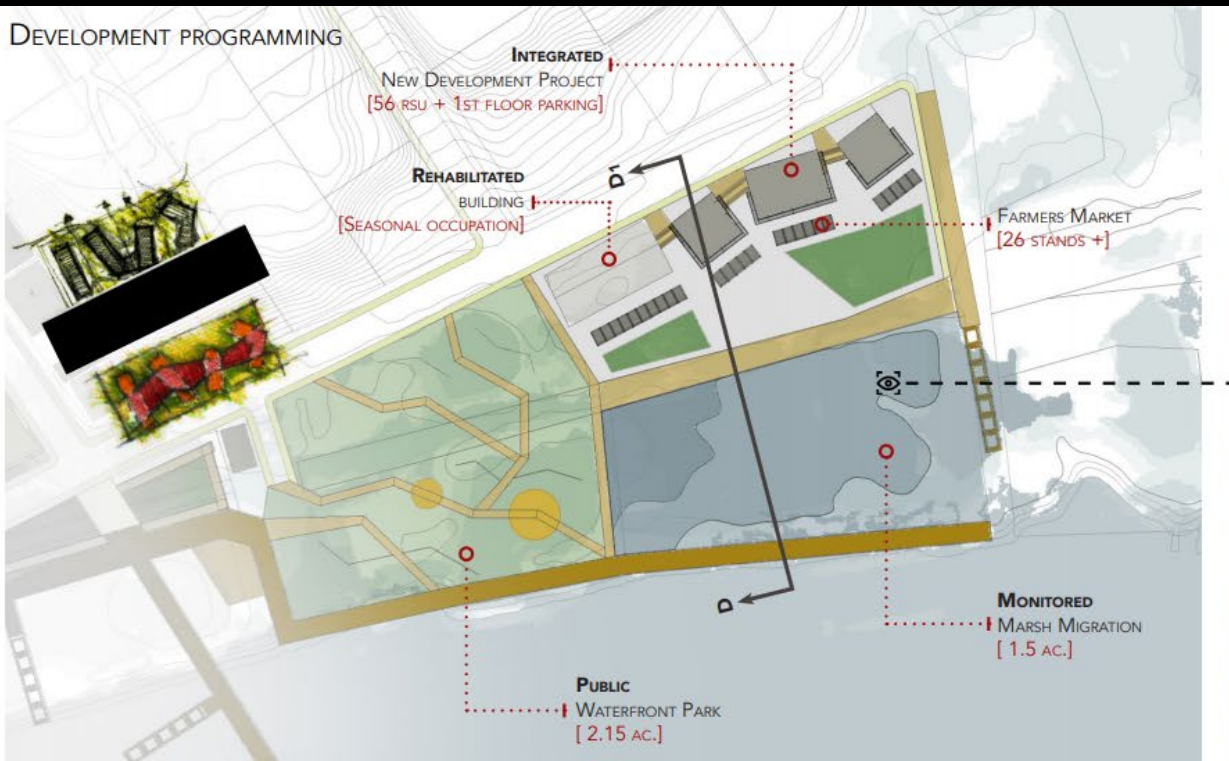 Development programming
Integrated
New Development Project
[56 rsu + 1st floor parking]
Rehabilitated
building
[Seasonal occupation]
D1
Farmers Market
[26 stands +]
D
Monitored
Marsh Migration
[ 1.5 ac.]
Public
Waterfront Park
[ 2.15 ac.]